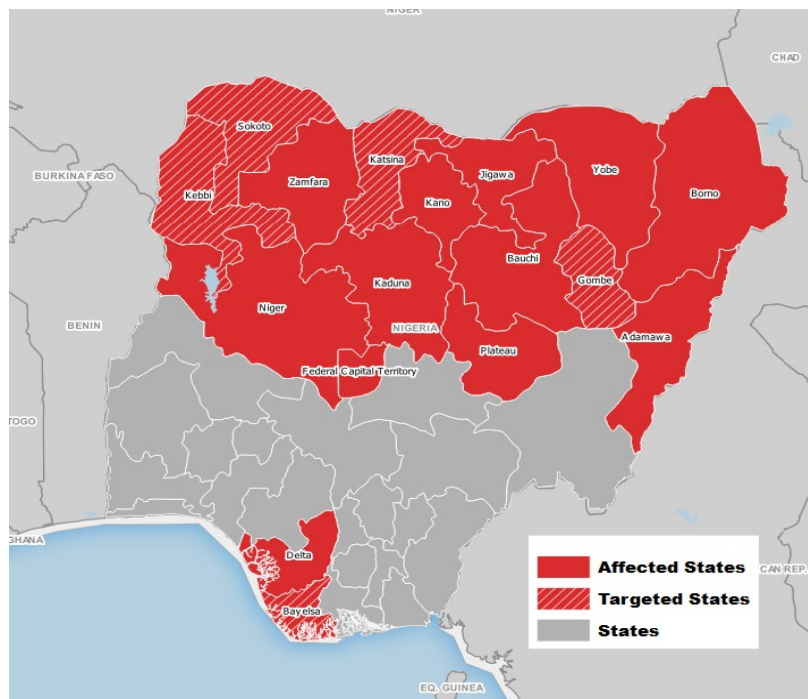 NIGER
CHAD
Sokoto
Katsina
Kebbi
Zamfara
Jigawa
Yobe
Borno
Kano
BURKINA FASO
Bauchi
Gombe
Kaduna
Niger
NIGERIA
BENIN
Adamawa
Plateau
Federal Capital Territory
TOGO
GHANA
Delta
Bayelsa
Affected States
Targeted States
States
CAN REP.
EQ. GUINEA